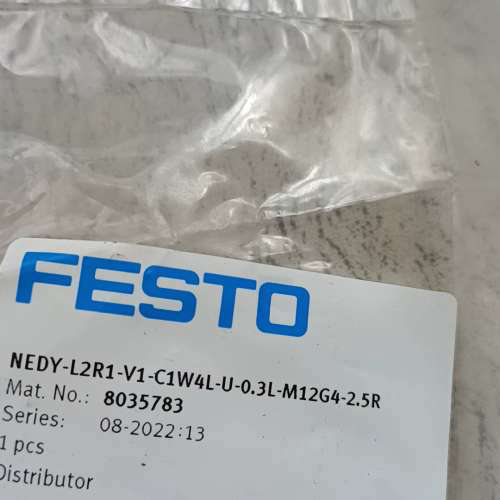 FESTO
NEDY-L2R1-V1-C1W4L-U-0.3L-M12G4-2.5R
Mat. No.: 8035783
Series: 08-2022:13
1 pcs
Distributor